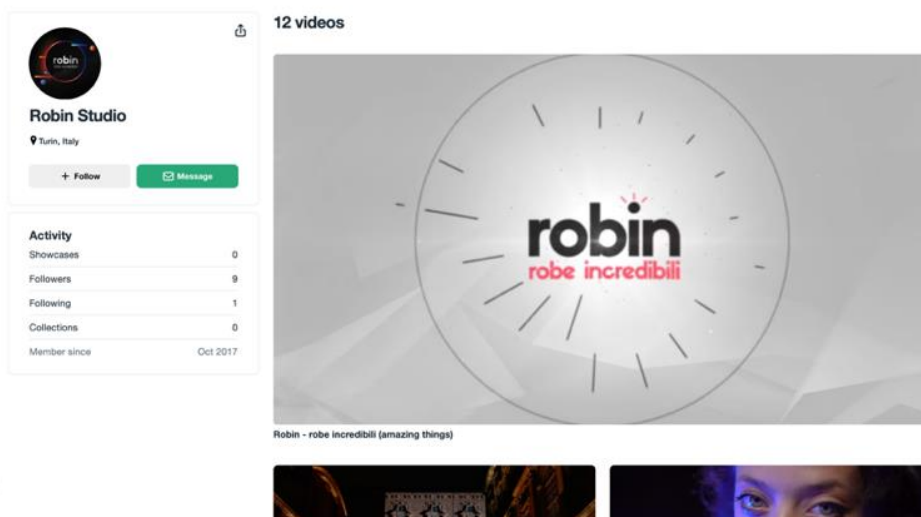 12 videos
robin
Robin Studio
Turin, Italy
+ Follow
Message
Activity
Showcases 0
Followers 9
Following 1
Collections 0
Member since Oct 2017
robin
robe incredibili
Robin - robe incredibili (amazing things)